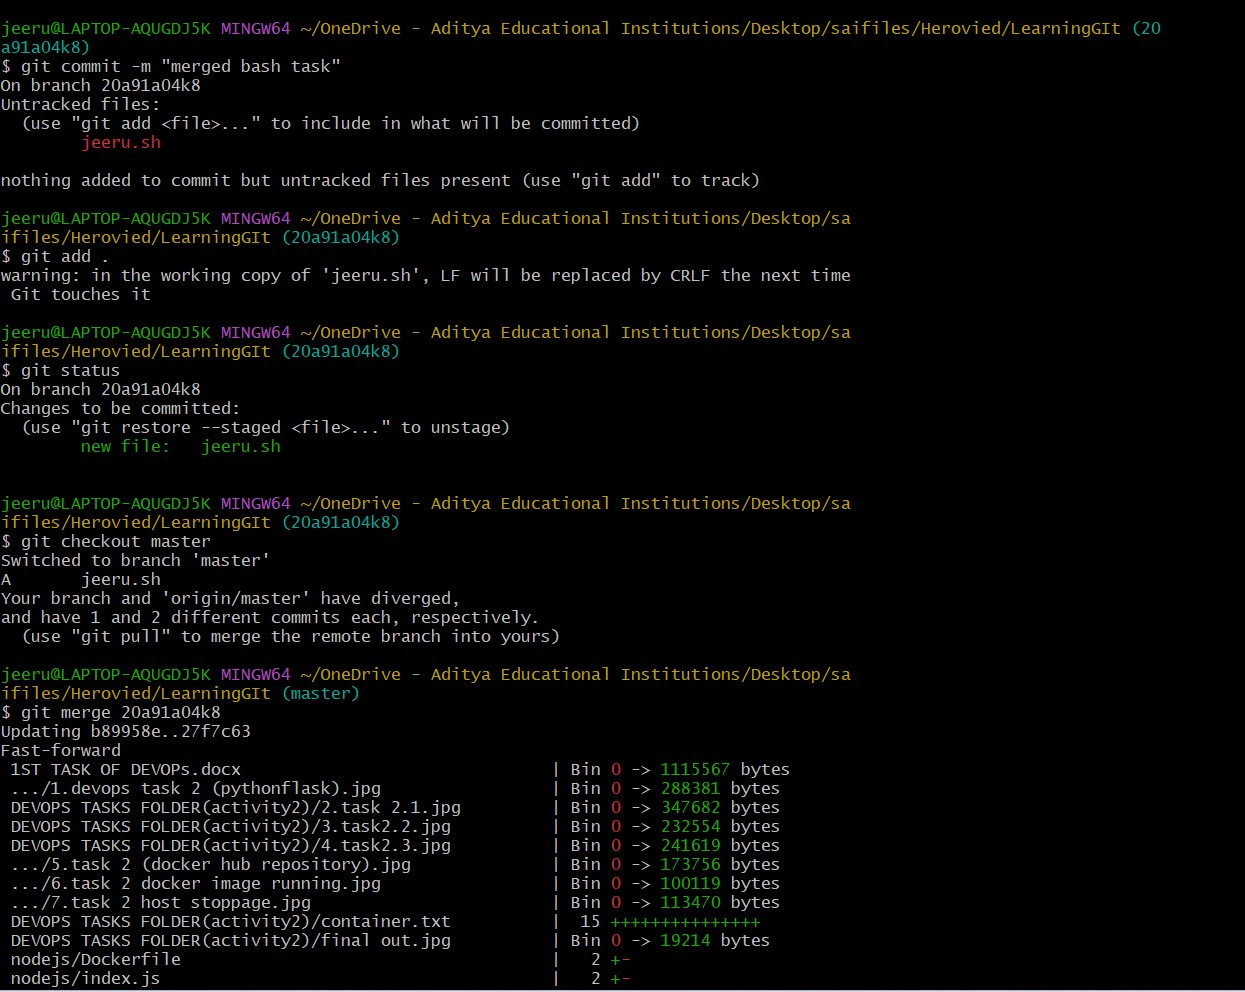 jeeru@LAPTOP-AQUGDJ5K MINGW64 ~/OneDrive - Aditya Educational Institutions/Desktop/saifiles/Herovied/LearningGIt (20
a91a04k8)
$ git commit -m "merged bash task"
On branch 20a91a04k8
Untracked files:
  (use "git add <file>..." to include in what will be committed)
        jeeru.sh

nothing added to commit but untracked files present (use "git add" to track)

jeeru@LAPTOP-AQUGDJ5K MINGW64 ~/OneDrive - Aditya Educational Institutions/Desktop/sa
ifiles/Herovied/LearningGIt (20a91a04k8)
$ git add .
warning: in the working copy of 'jeeru.sh', LF will be replaced by CRLF the next time
 Git touches it

jeeru@LAPTOP-AQUGDJ5K MINGW64 ~/OneDrive - Aditya Educational Institutions/Desktop/sa
ifiles/Herovied/LearningGIt (20a91a04k8)
$ git status
On branch 20a91a04k8
Changes to be committed:
  (use "git restore --staged <file>..." to unstage)
        new file:   jeeru.sh

jeeru@LAPTOP-AQUGDJ5K MINGW64 ~/OneDrive - Aditya Educational Institutions/Desktop/sa
ifiles/Herovied/LearningGIt (20a91a04k8)
$ git checkout master
Switched to branch 'master'
A       jeeru.sh
Your branch and 'origin/master' have diverged,
and have 1 and 2 different commits each, respectively.
  (use "git pull" to merge the remote branch into yours)

jeeru@LAPTOP-AQUGDJ5K MINGW64 ~/OneDrive - Aditya Educational Institutions/Desktop/sa
ifiles/Herovied/LearningGIt (master)
$ git merge 20a91a04k8
Updating b89958e..27f7c63
Fast-forward
 1ST TASK OF DEVOPs.docx                               | Bin 0 -> 1115567 bytes
 .../1.devops task 2 (pythonflask).jpg                 | Bin 0 -> 288381 bytes
 DEVOPS TASKS FOLDER(activity2)/2.task 2.1.jpg         | Bin 0 -> 347682 bytes
 DEVOPS TASKS FOLDER(activity2)/3.task2.2.jpg          | Bin 0 -> 232554 bytes
 DEVOPS TASKS FOLDER(activity2)/4.task2.3.jpg          | Bin 0 -> 241619 bytes
 .../5.task 2 (docker hub repository).jpg              | Bin 0 -> 173756 bytes
 .../6.task 2 docker image running.jpg                 | Bin 0 -> 100119 bytes
 .../7.task 2 host stoppage.jpg                        | Bin 0 -> 113470 bytes
 DEVOPS TASKS FOLDER(activity2)/container.txt          |  15 +++++++++++++++
 DEVOPS TASKS FOLDER(activity2)/final out.jpg          | Bin 0 -> 19214 bytes
 nodejs/Dockerfile                                     |   2 +-
 nodejs/index.js                                       |   2 +-